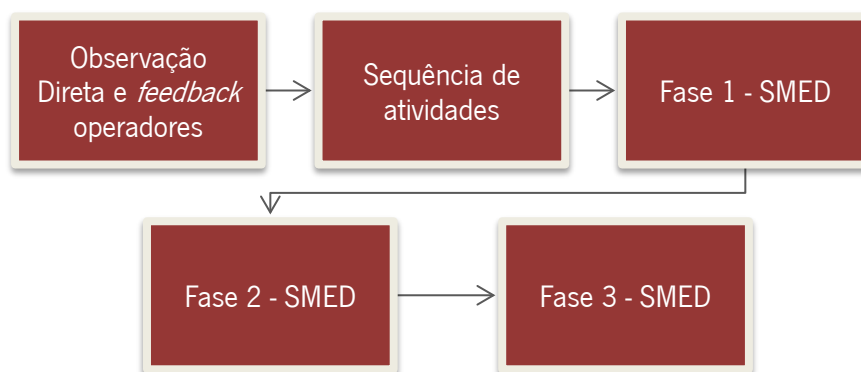 Observação
Direta e feedback
operadores
Sequência de
atividades
Fase 1 - SMED
Fase 2 - SMED
Fase 3 - SMED